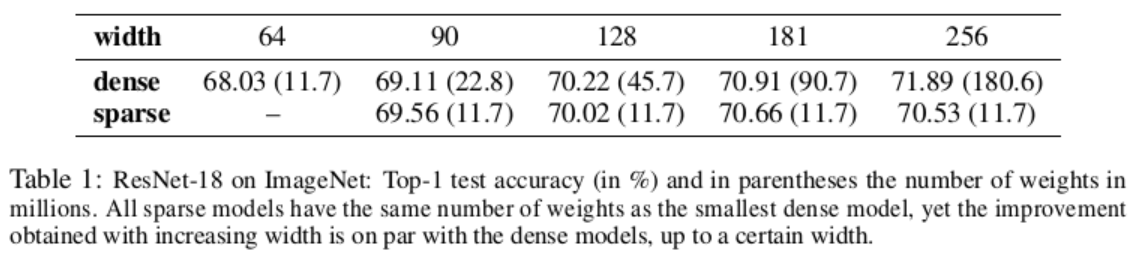 width 64 90 128 181 256
dense 68.03 (11.7) 69.11 (22.8) 70.22 (45.7) 70.91 (90.7) 71.89 (180.6)
sparse – 69.56 (11.7) 70.02 (11.7) 70.66 (11.7) 70.53 (11.7)
Table 1: ResNet-18 on ImageNet: Top-1 test accuracy (in %) and in parentheses the number of weights in
millions. All sparse models have the same number of weights as the smallest dense model, yet the improvement
obtained with increasing width is on par with the dense models, up to a certain width.